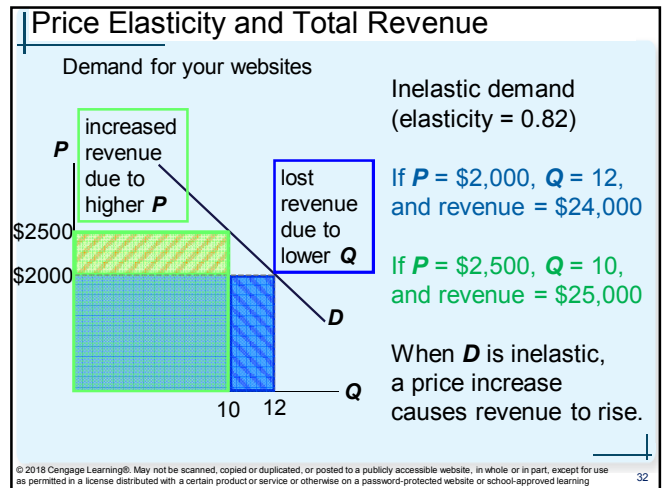 Price Elasticity and Total Revenue
Demand for your websites
increased
revenue
due to
higher P
P
lost
revenue
due to
lower Q
$2500
$2000
D
Q
10
12
Inelastic demand
(elasticity = 0.82)
If P = $2,000, Q = 12,
and revenue = $24,000
If P = $2,500, Q = 10,
and revenue = $25,000
When D is inelastic,
a price increase
causes revenue to rise.
© 2018 Cengage Learning®. May not be scanned, copied or duplicated, or posted to a publicly accessible website, in whole or in part, except for use
as permitted in a license distributed with a certain product or service or otherwise on a password-protected website or school-approved learning
32